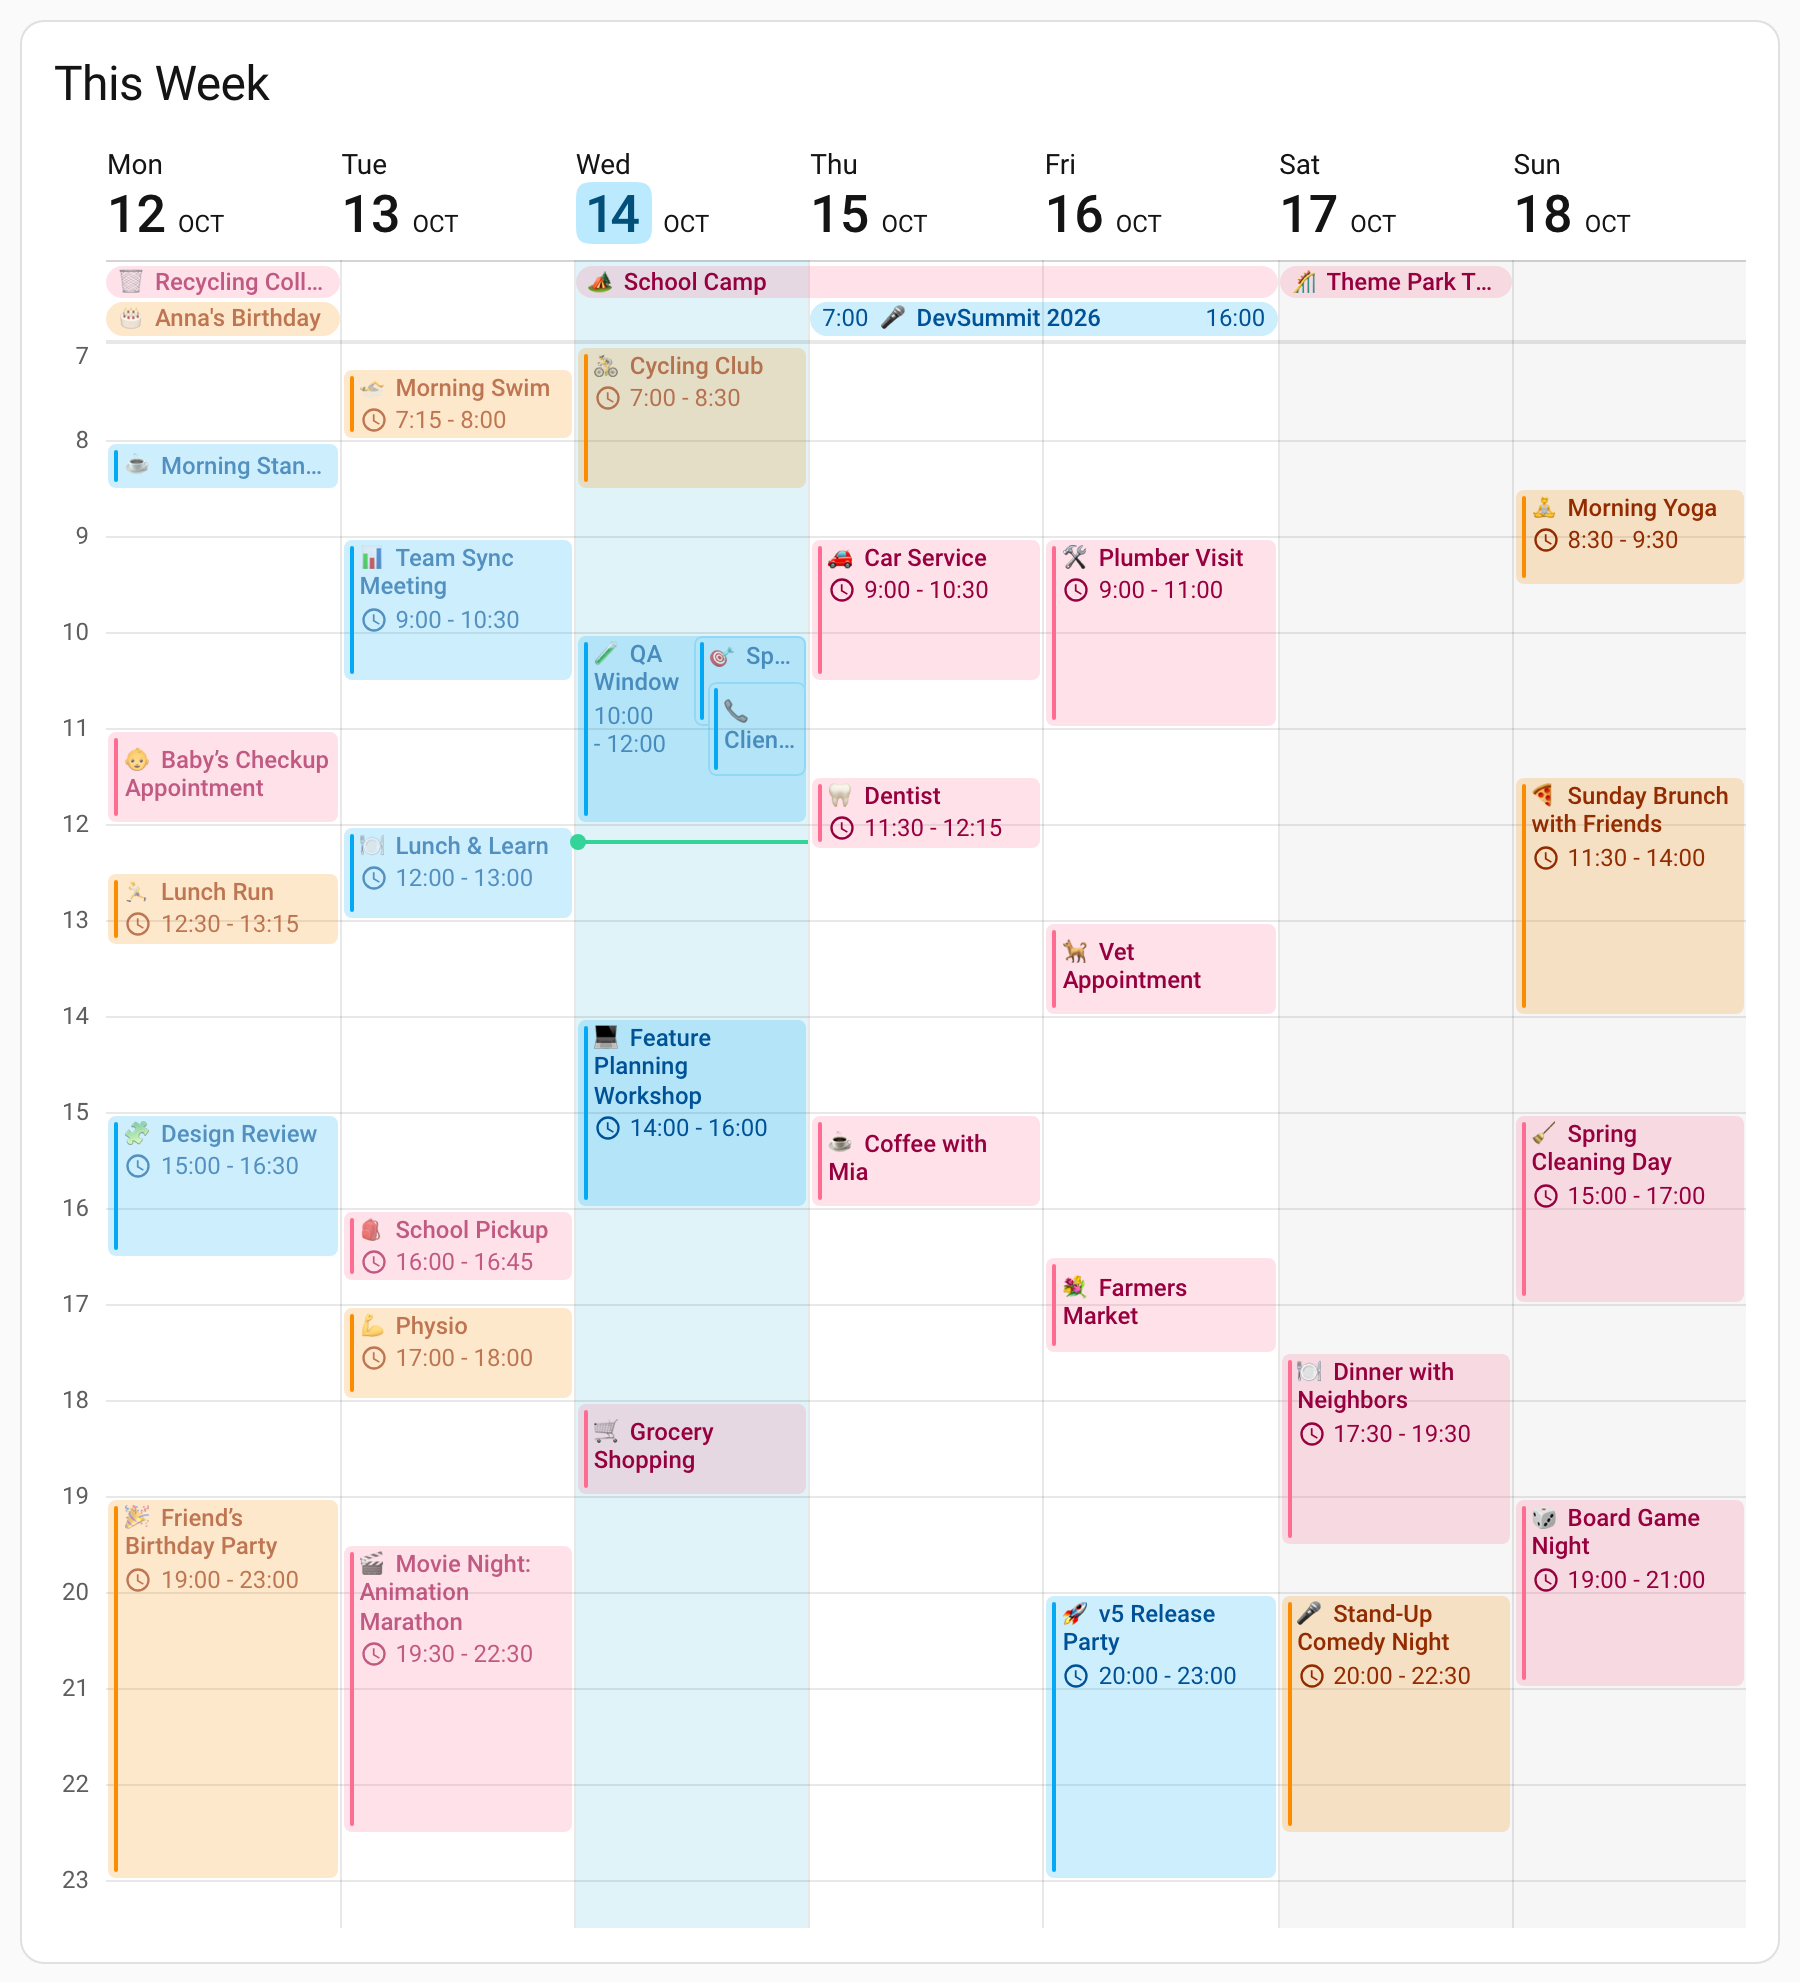 This Week
Mon
12 OCT
Tue
13 OCT
Wed
14 OCT
Thu
15 OCT
Fri
16 OCT
Sat
17 OCT
Sun
18 OCT
Recycling Coll...
School Camp
Theme Park T...
Anna's Birthday
7:00 DevSummit 2026 16:00
7
8
9
10
11
12
13
14
15
16
17
18
19
20
21
22
23
Morning Stan...
Baby’s Checkup
Appointment
Lunch Run
12:30 - 13:15
Design Review
15:00 - 16:30
Friend’s
Birthday Party
19:00 - 23:00
Morning Swim
7:15 - 8:00
Team Sync
Meeting
9:00 - 10:30
Lunch & Learn
12:00 - 13:00
School Pickup
16:00 - 16:45
Physio
17:00 - 18:00
Movie Night:
Animation
Marathon
19:30 - 22:30
Cycling Club
7:00 - 8:30
QA
Window
10:00
- 12:00
Sp...
Clien...
Feature
Planning
Workshop
14:00 - 16:00
Grocery
Shopping
Car Service
9:00 - 10:30
Dentist
11:30 - 12:15
Coffee with
Mia
Plumber Visit
9:00 - 11:00
Vet
Appointment
Farmers
Market
v5 Release
Party
20:00 - 23:00
Dinner with
Neighbors
17:30 - 19:30
Stand-Up
Comedy Night
20:00 - 22:30
Morning Yoga
8:30 - 9:30
Sunday Brunch
with Friends
11:30 - 14:00
Spring
Cleaning Day
15:00 - 17:00
Board Game
Night
19:00 - 21:00